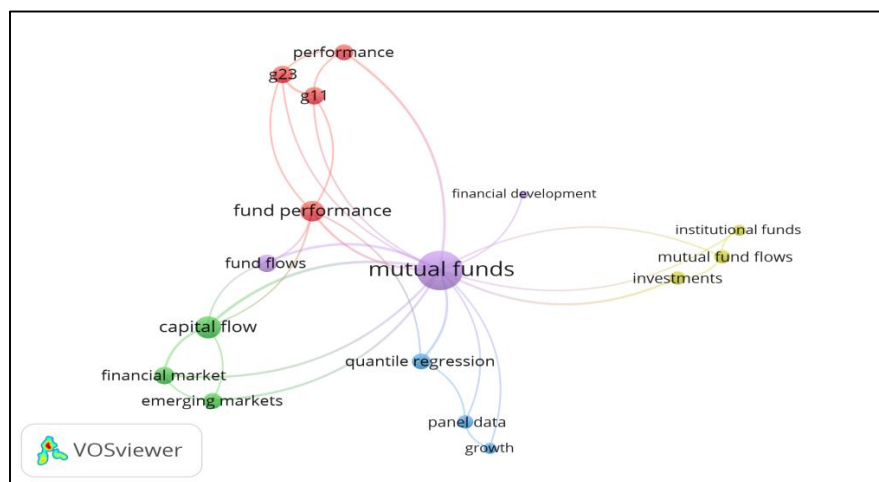 performance
g23
g11
financial development
fund performance
institutional funds
mutual fund flows
fund flows
mutual funds
investments
capital flow
quantile regression
financial market
emerging markets
panel data
growth
VOSviewer